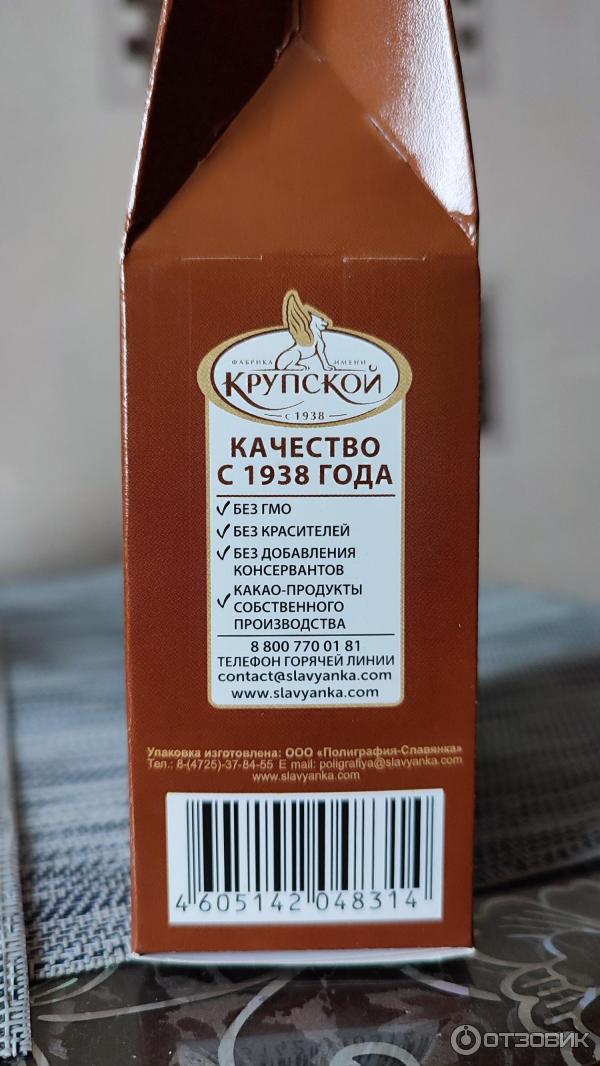 ФАБРИКА ИМЕНИ
КРУПСКОЙ
С 1938
КАЧЕСТВО
С 1938 ГОДА
БЕЗ ГМО
БЕЗ КРАСИТЕЛЕЙ
БЕЗ ДОБАВЛЕНИЯ
КОНСЕРВАНТОВ
КАКАО-ПРОДУКТЫ
СОБСТВЕННОГО
ПРОИЗВОДСТВА
8 800 770 01 81
ТЕЛЕФОН ГОРЯЧЕЙ ЛИНИИ
contact@slavyanka.com
www.slavyanka.com
Упаковка изготовлена: ООО «Полиграфия-Славянка»
Тел.: 8-(4725)-37-84-55 E mail: poligrafiya@slavyanka.com
www.slavyanka.com
4 605142 048314
ОТЗОВИК